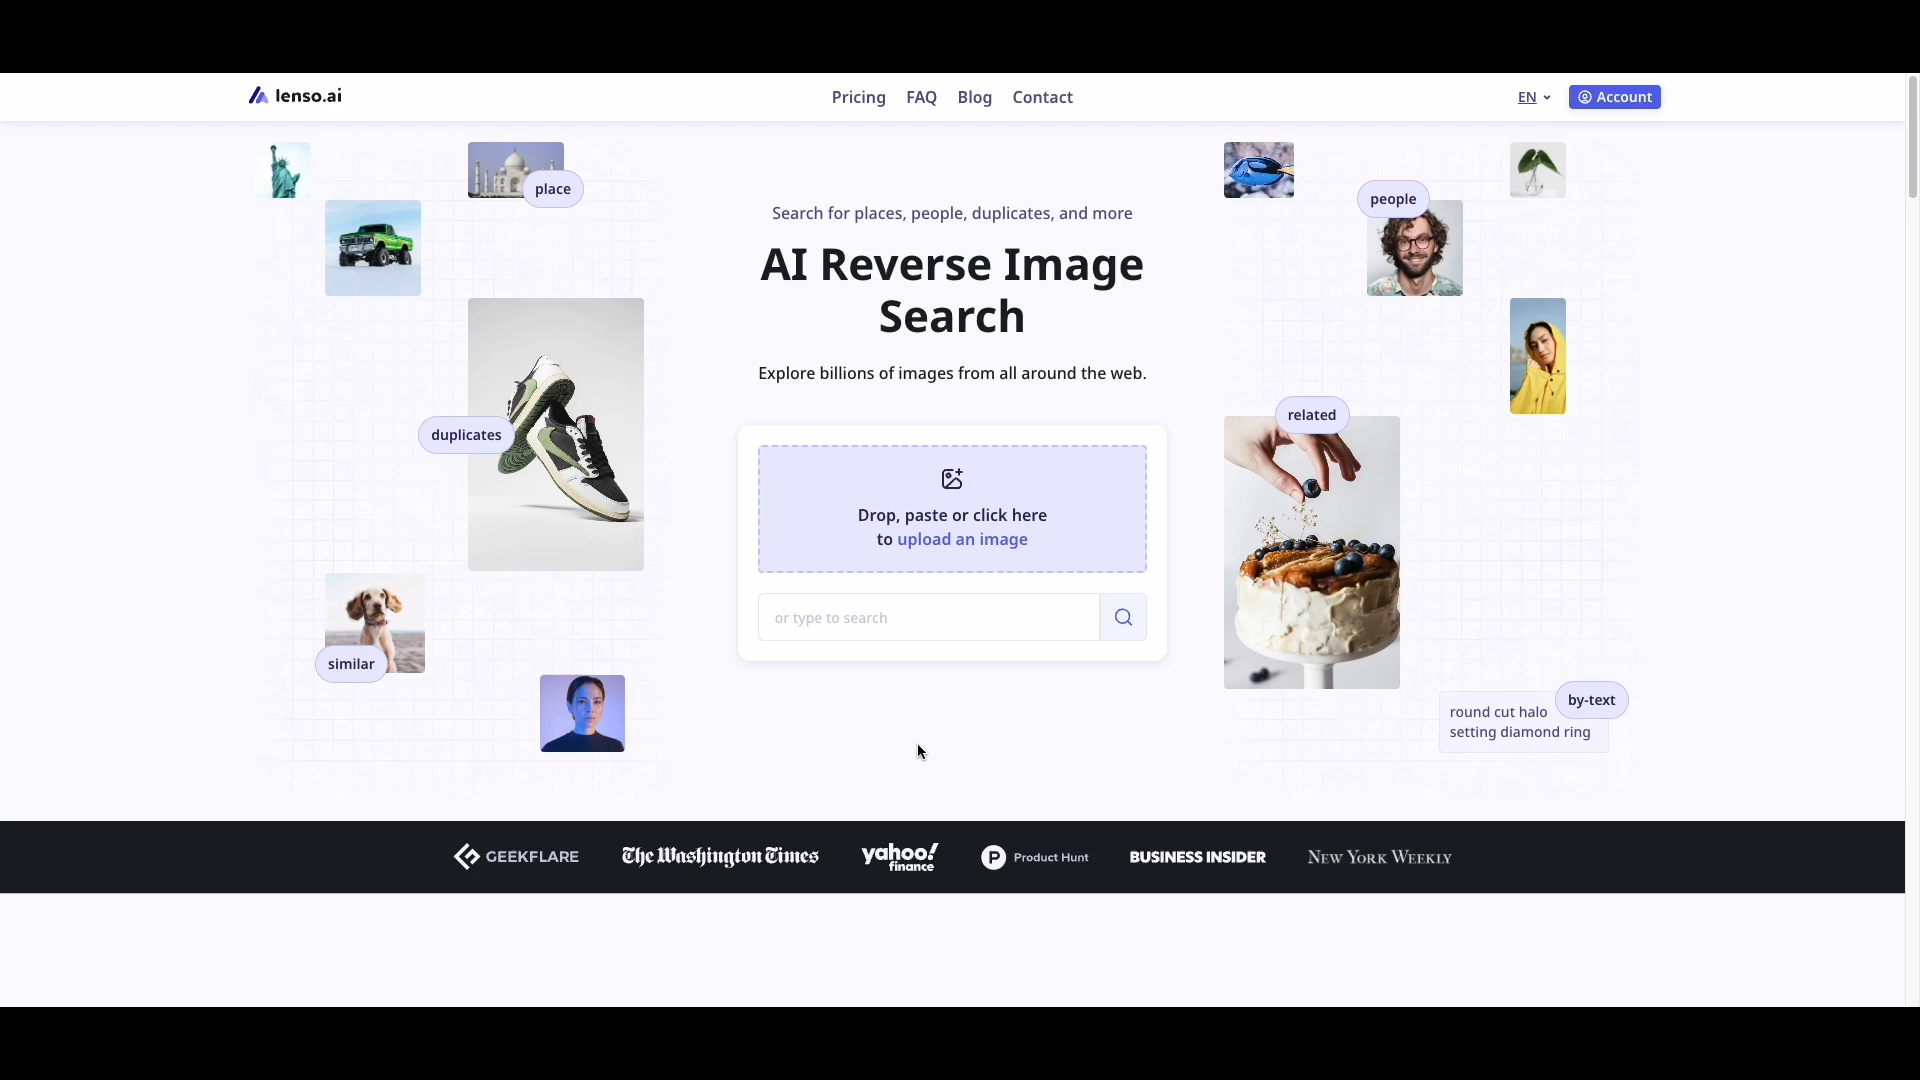 lenso.ai
Pricing FAQ Blog Contact
EN
Account
place
people
Search for places, people, duplicates, and more
AI Reverse Image
Search
Explore billions of images from all around the web.
duplicates
related
Drop, paste or click here
to upload an image
or type to search
similar
by-text
round cut halo
setting diamond ring
GEEKFLARE
The Washington Times
yahoo!
finance
P Product Hunt
BUSINESS INSIDER
NEW YORK WEEKLY